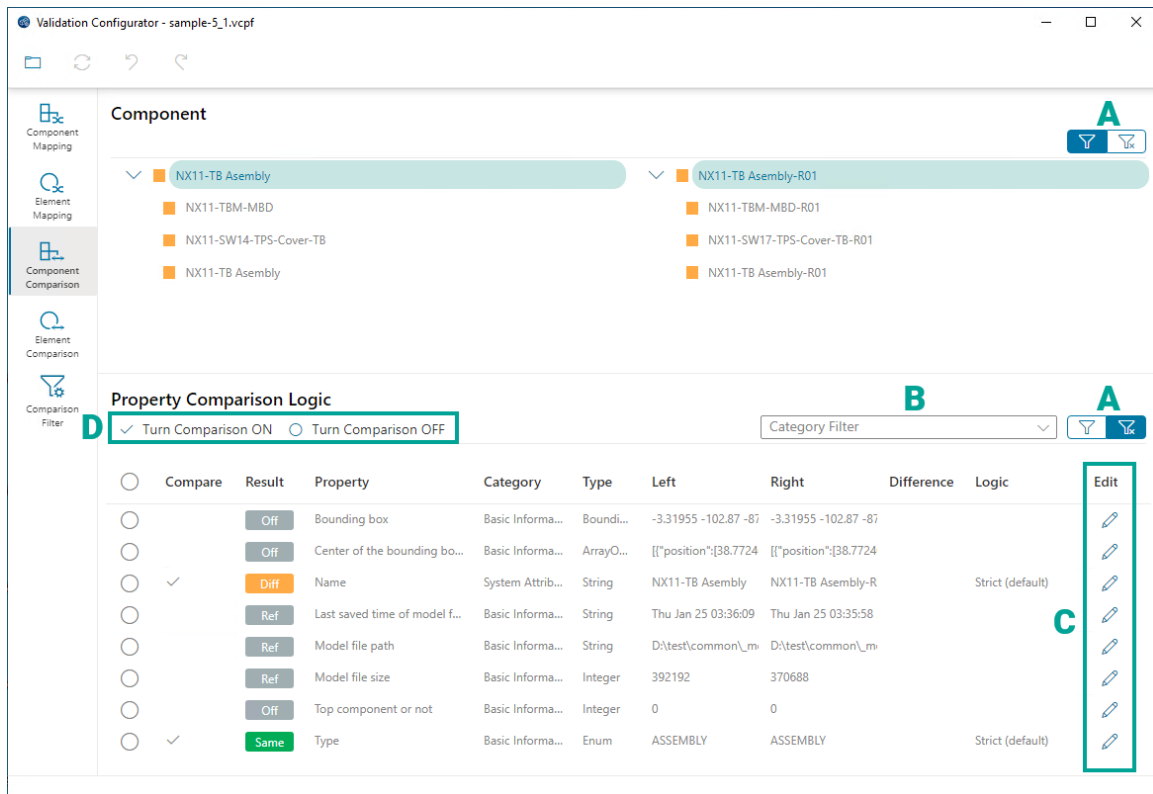 Validation Configurator - sample-5_1.vcpf
Component
Mapping
Element
Mapping
Component
Comparison
Element
Comparison
Comparison
Filter
Component
A
NX11-TB Asembly
NX11-TB Asembly-R01
NX11-TBM-MBD
NX11-TBM-MBD-R01
NX11-SW14-TPS-Cover-TB
NX11-SW17-TPS-Cover-TB-R01
NX11-TB Asembly
NX11-TB Asembly-R01
Property Comparison Logic
B
A
D
Turn Comparison ON Turn Comparison OFF
Category Filter
Compare Result Property Category Type Left Right Difference Logic Edit
Off Bounding box Basic Informa... Boundi... -3.31955 -102.87 -87 -3.31955 -102.87 -87
Off Center of the bounding bo... Basic Informa... ArrayO... [{"position":[38.7724 [{"position":[38.7724
Diff Name System Attrib... String NX11-TB Asembly NX11-TB Asembly-R Strict (default)
Ref Last saved time of model f... Basic Informa... String Thu Jan 25 03:36:09 Thu Jan 25 03:35:58
C
Ref Model file path Basic Informa... String D:\test\common\_m D:\test\common\_m
Ref Model file size Basic Informa... Integer 392192 370688
Off Top component or not Basic Informa... Integer 0 0
Same Type Basic Informa... Enum ASSEMBLY ASSEMBLY Strict (default)